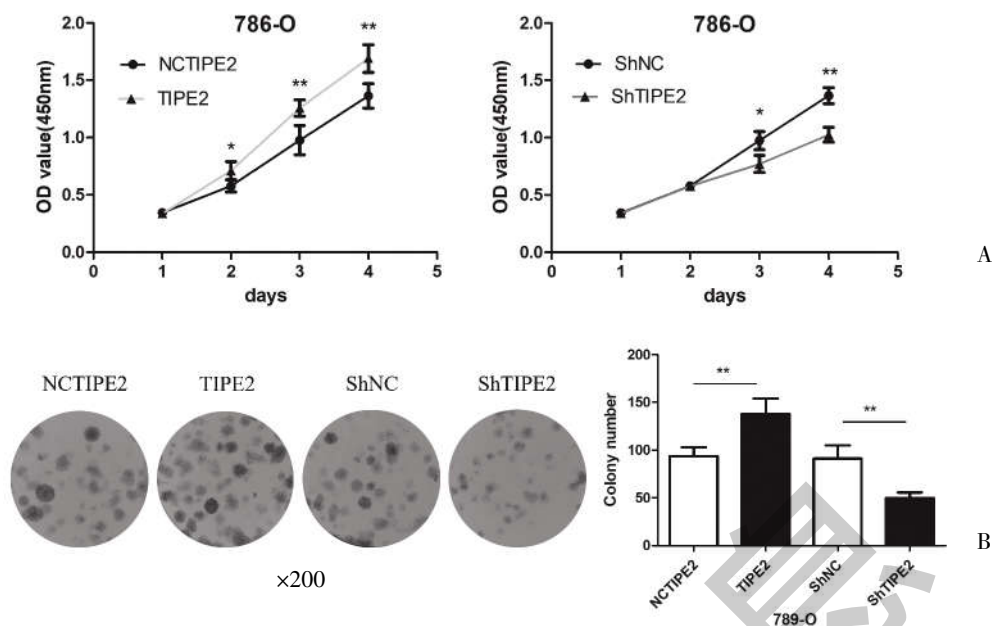 786-O
2.0
1.5
1.0
0.5
0.0
OD value(450nm)
NCTIPE2
TIPE2
*
**
**
0 1 2 3 4 5
days
786-O
2.0
1.5
1.0
0.5
0.0
OD value(450nm)
ShNC
ShTIPE2
*
**
0 1 2 3 4 5
days
A
NCTIPE2 TIPE2 ShNC ShTIPE2
×200
200
150
100
50
0
Colony number
**
**
NCTIPE2
TIPE2
ShNC
ShTIPE2
789-O
B